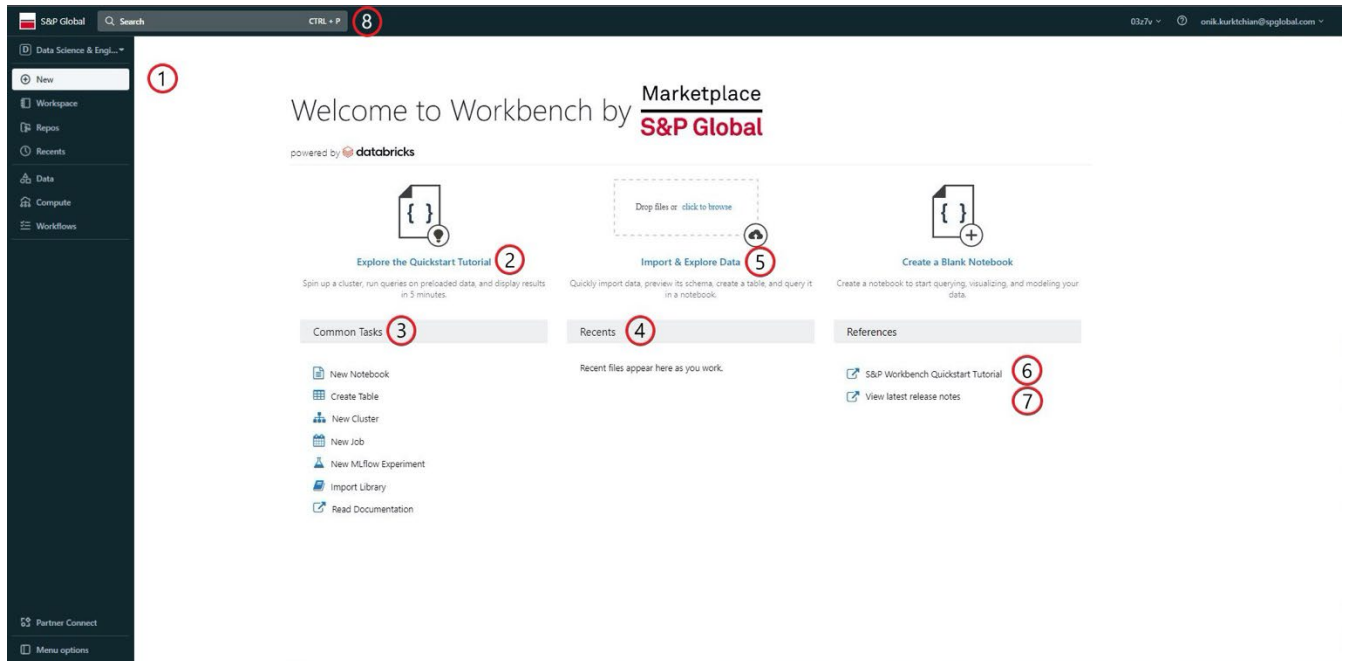 S&P Global
Search
CTRL + P
8
03z7v
onik.kurktchian@spglobal.com
D Data Science & Engi...
New
1
Workspace
Repos
Recents
Data
Compute
Workflows
Partner Connect
Menu options
Welcome to Workbench by Marketplace
S&P Global
powered by databricks
{ }
Explore the Quickstart Tutorial 2
Spin up a cluster, run queries on preloaded data, and display results
in 5 minutes.
Drop files or click to browse
Import & Explore Data 5
Quickly import data, preview its schema, create a table, and query it
in a notebook.
{ }
Create a Blank Notebook
Create a notebook to start querying, visualizing, and modeling your
data.
Common Tasks 3
New Notebook
Create Table
New Cluster
New Job
New MLflow Experiment
Import Library
Read Documentation
Recents 4
Recent files appear here as you work.
References
S&P Workbench Quickstart Tutorial 6
View latest release notes 7